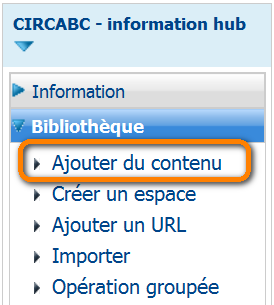 CIRCABC - information hub
Information
Bibliothèque
Ajouter du contenu
Créer un espace
Ajouter un URL
Importer
Opération groupée